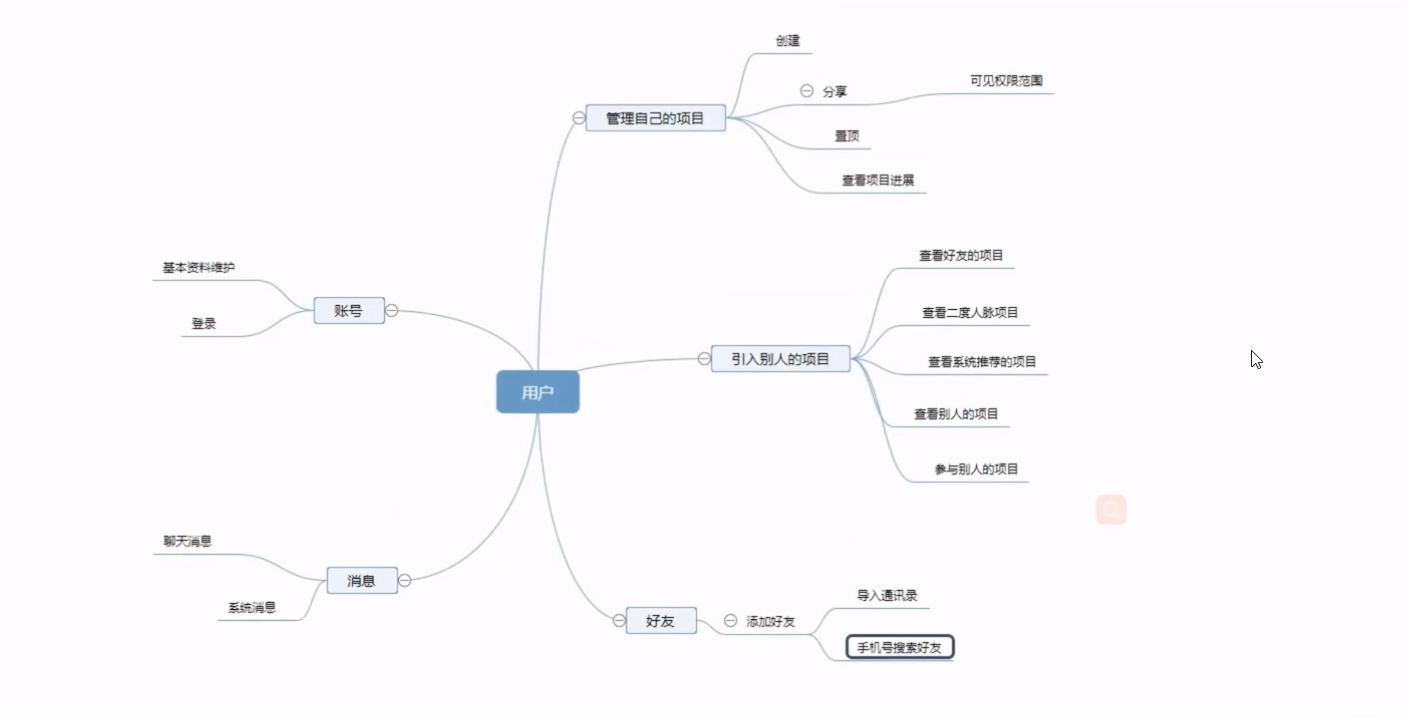 创建
分享
可见权限范围
置顶
管理自己的项目
查看项目进展
基本资料维护
登录
账号
用户
引入别人的项目
查看好友的项目
查看二度人脉项目
查看系统推荐的项目
查看别人的项目
参与别人的项目
聊天消息
系统消息
消息
好友
添加好友
导入通讯录
手机号搜索好友